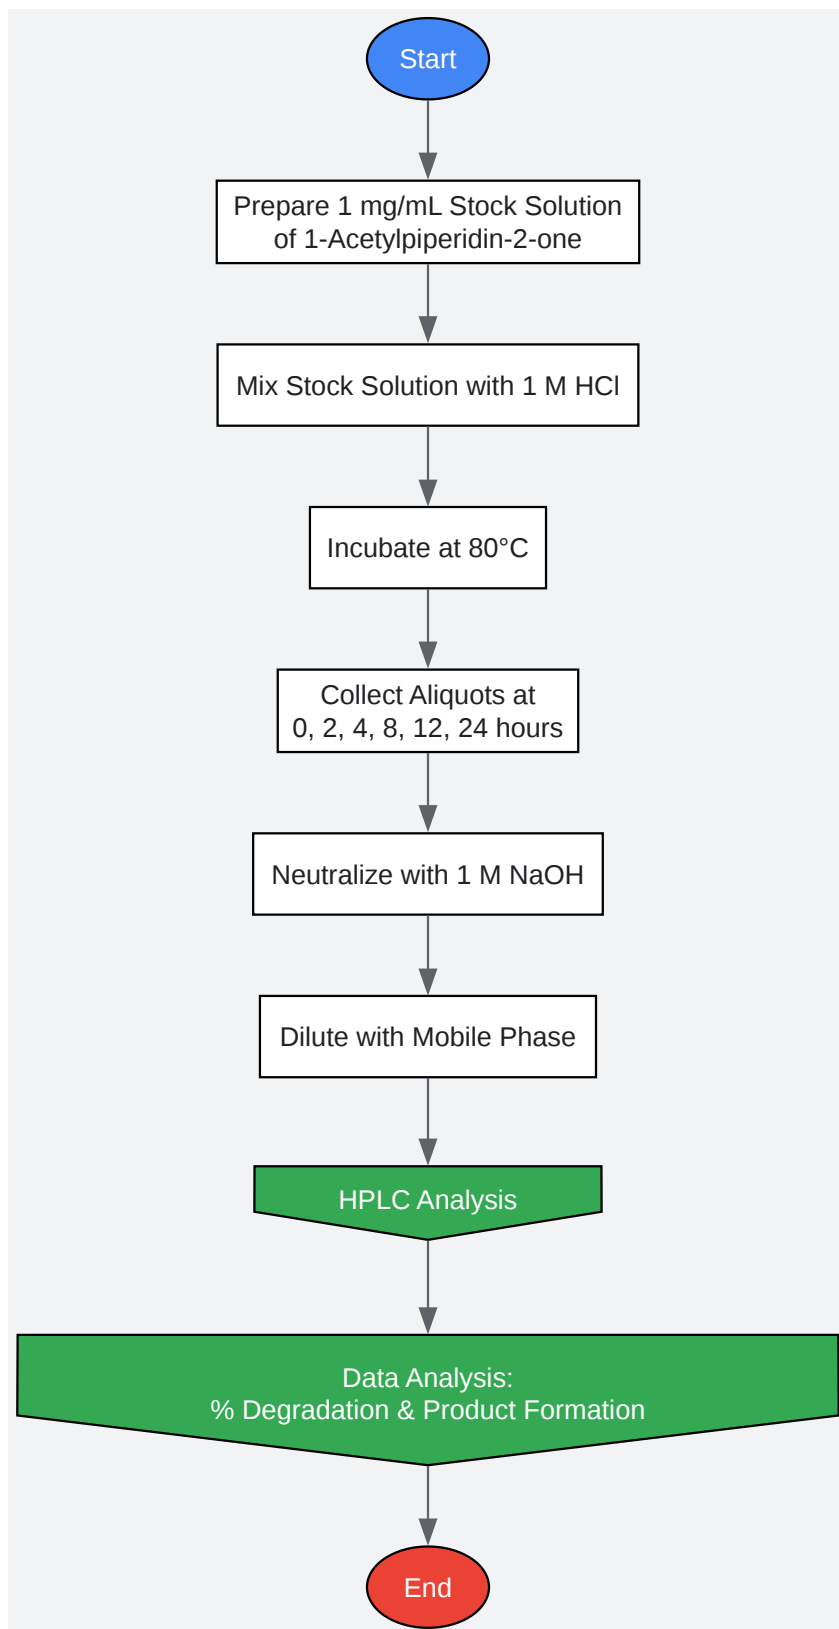 Start
Prepare 1 mg/mL Stock Solution
of 1-Acetylpiperidin-2-one
Mix Stock Solution with 1 M HCl
Incubate at 80°C
Collect Aliquots at
0, 2, 4, 8, 12, 24 hours
Neutralize with 1 M NaOH
Dilute with Mobile Phase
HPLC Analysis
Data Analysis:
% Degradation & Product Formation
End